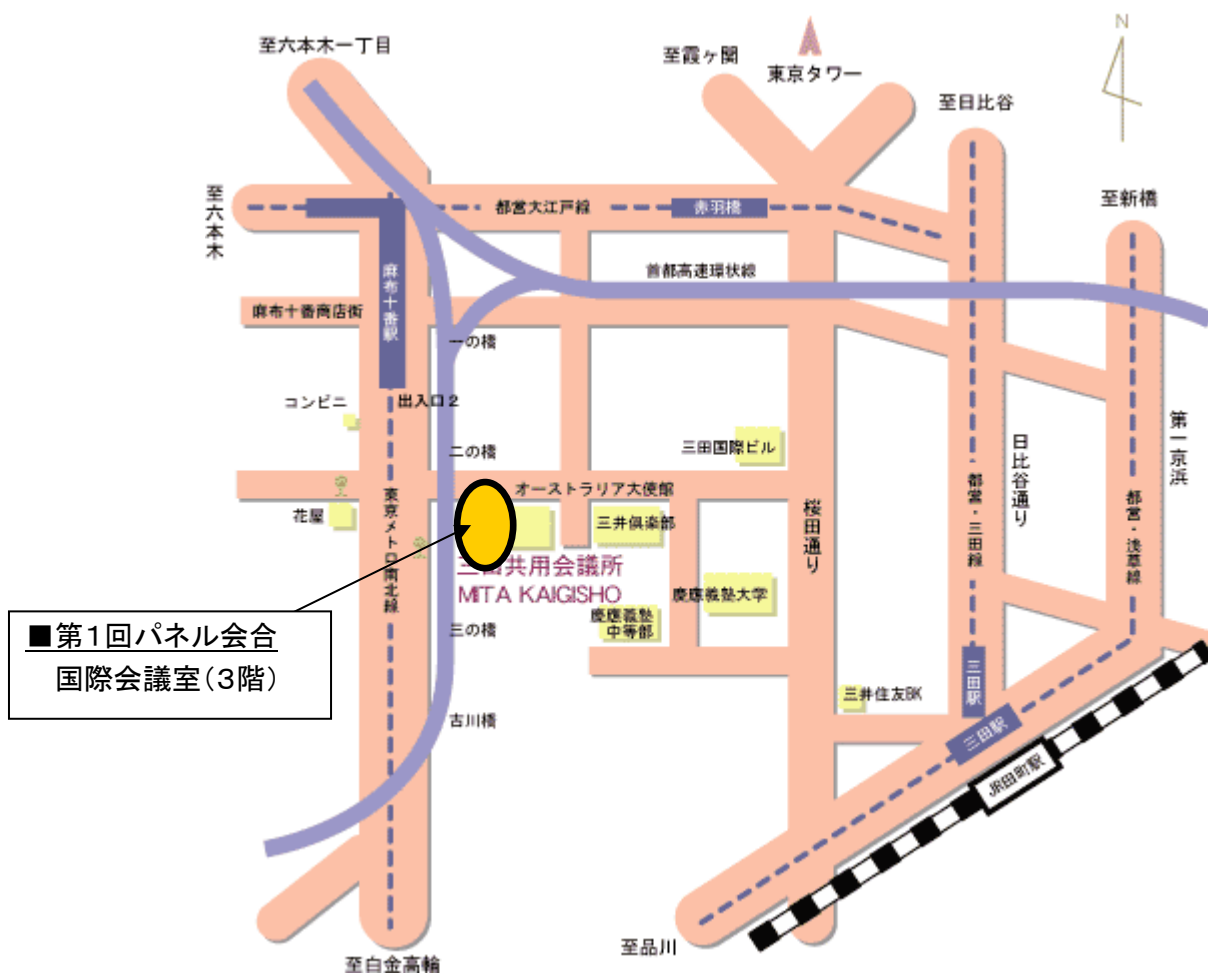 至六本木一丁目
至霞ヶ関
東京タワー
N
至日比谷
至六本木
都営大江戸線
赤羽橋
至新橋
麻布十番駅
首都高速環状線
麻布十番商店街
一の橋
コンビニ
出入口2
二の橋
三田国際ビル
第一京浜
日比谷通り
オーストラリア大使館
花屋
東京メトロ南北線
三井倶楽部
桜田通り
都営・三田線
都営・浅草線
三田共用会議所
MITA KAIGISHO
慶應義塾大学
慶應義塾
中等部
■第1回パネル会合
国際会議室(3階)
三の橋
三井住友BK
三田駅
古川橋
三田駅
JR田町駅
至品川
至白金高輪